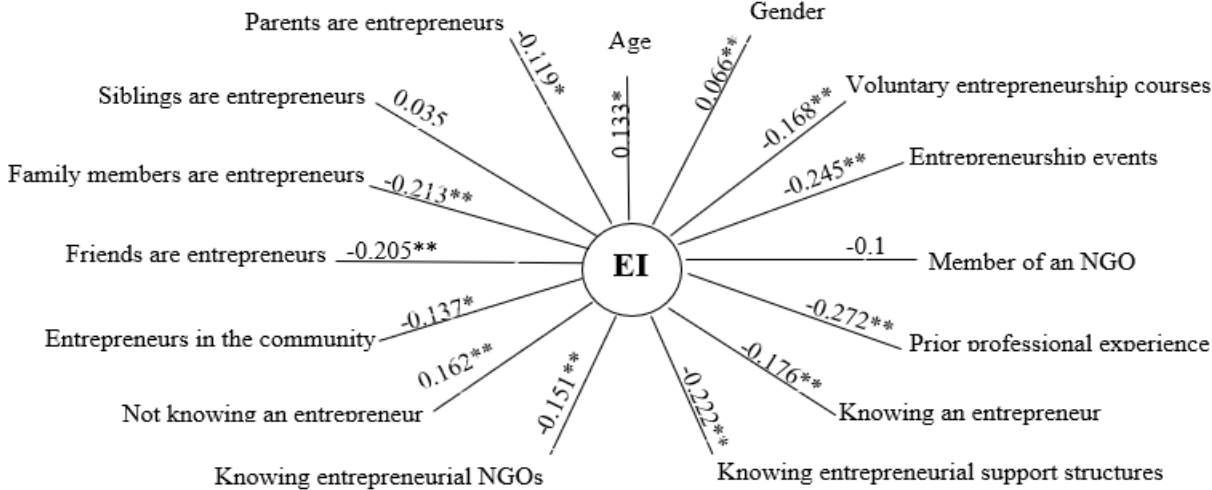 Gender
Parents are entrepreneurs
-0.119*
Age
0.133*
0.066**
Siblings are entrepreneurs
0.035
-0.168**
Voluntary entrepreneurship courses
Family members are entrepreneurs
-0.213**
-0.245**
Entrepreneurship events
Friends are entrepreneurs
-0.205**
EI
-0.1
Member of an NGO
Entrepreneurs in the community
-0.137*
-0.272**
Prior professional experience
Not knowing an entrepreneur
0.162**
-0.176**
Knowing an entrepreneur
Knowing entrepreneurial NGOs
-0.151**
-0.222**
Knowing entrepreneurial support structures